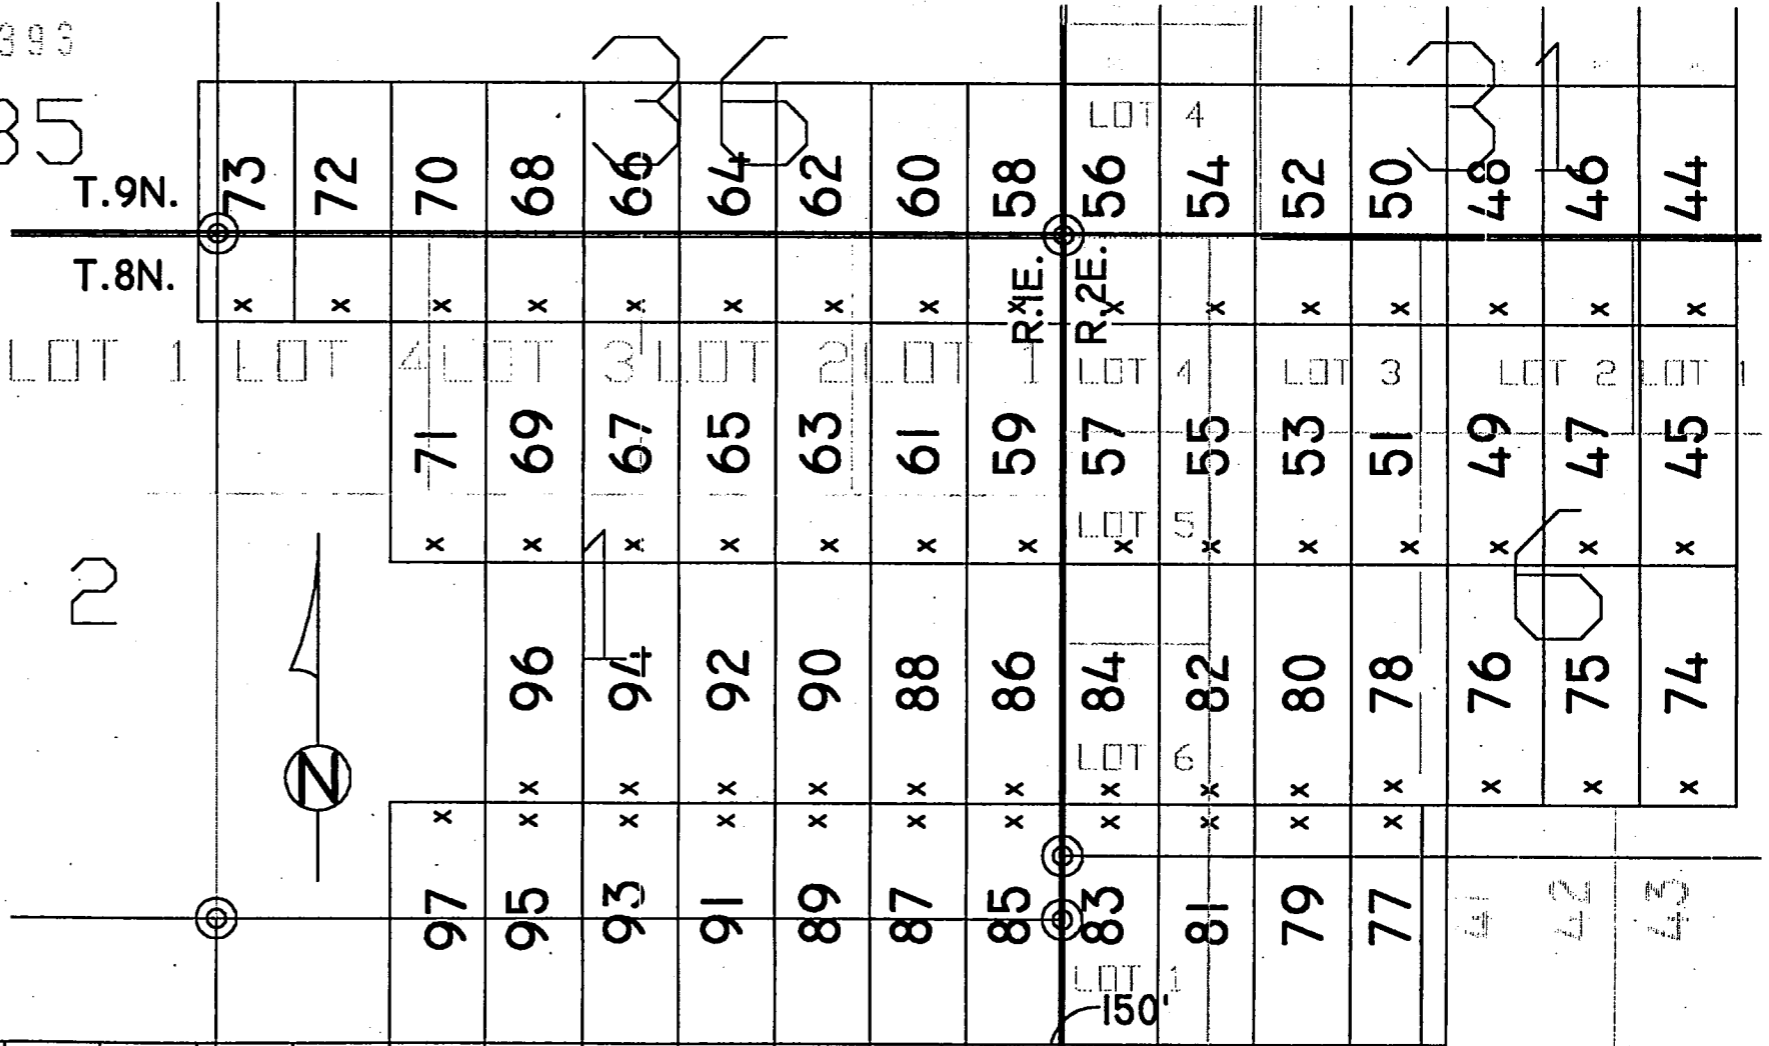 393
35 36 31
LOT 4
T.9N. 73 72 70 68 66 64 62 60 58 56 54 52 50 48 46 44
T.8N. R.1E. R.2E.
x x x x x x x x x x x x x x x x
LOT 1 LOT 4 LOT 3 LOT 2 LOT 1 LOT 4 LOT 3 LOT 2 LOT 1
71 69 67 65 63 61 59 57 55 53 51 49 47 45
LOT 5
x x x x x x x x x x x x x x
2 1 6
96 94 92 90 88 86 84 82 80 78 76 75 74
N
LOT 6
x x x x x x x x x x x x x
x x x x x x x x x x x
97 95 93 91 89 87 85 83 81 79 77 41 42 43
LOT 1
150'